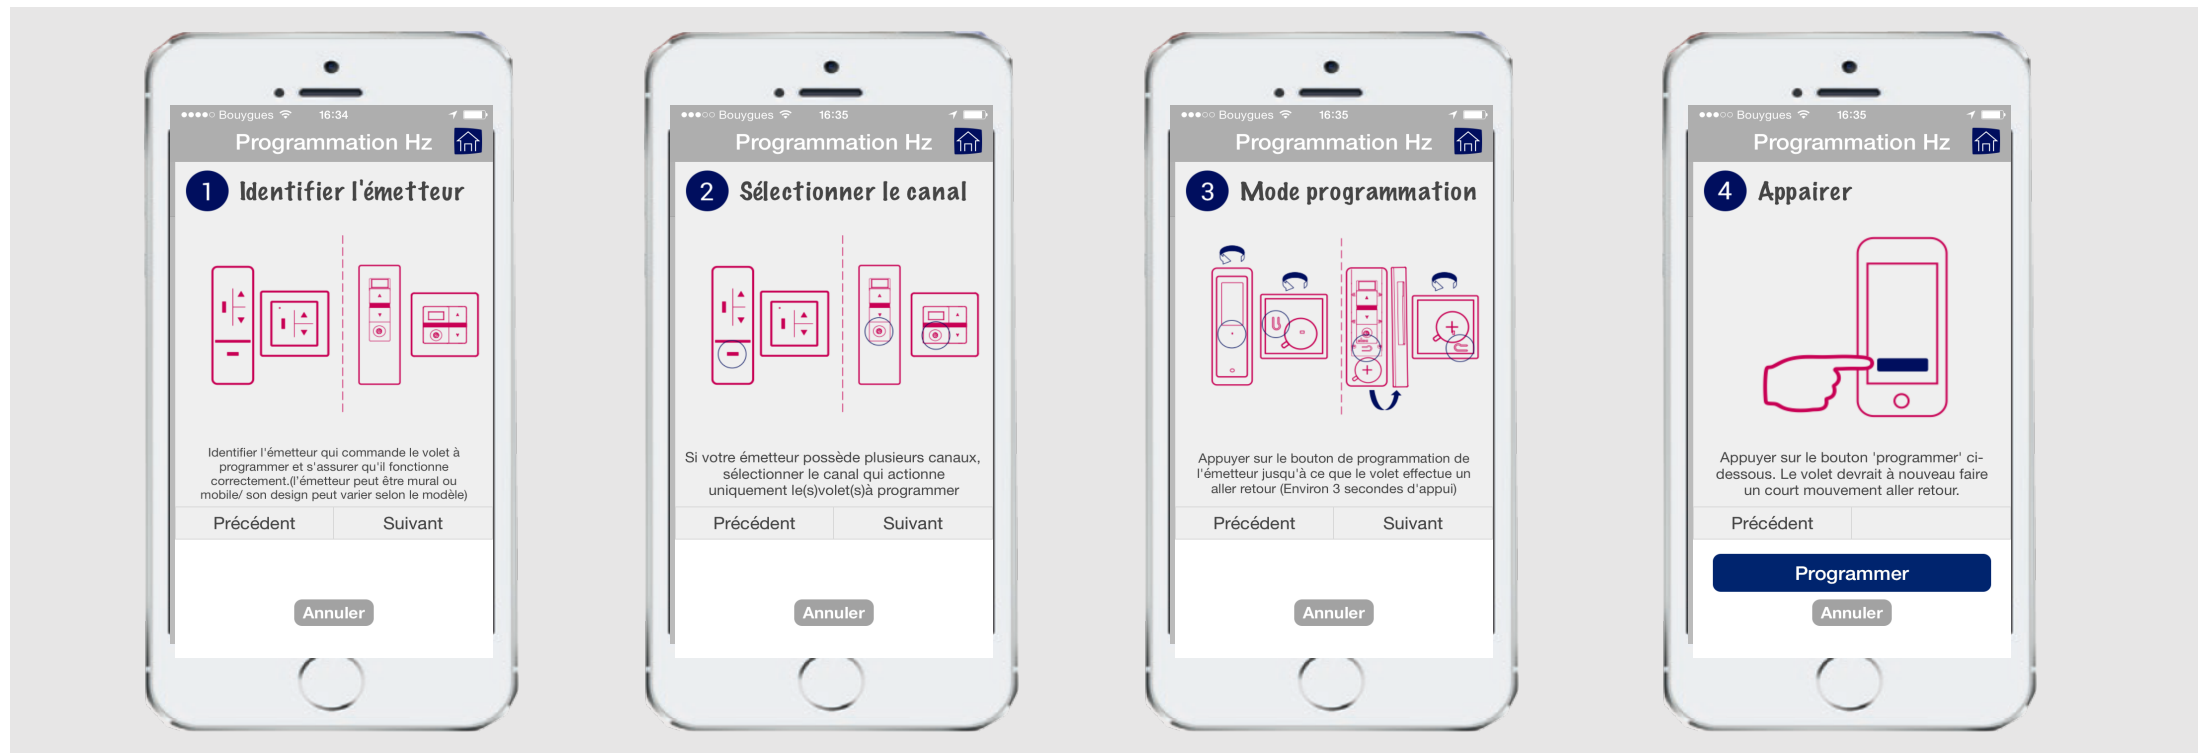 Bouygues 16:34
Programmation Hz
1 Identifier l'émetteur
Identifier l'émetteur qui commande le volet à
programmer et s'assurer qu'il fonctionne
correctement.(l'émetteur peut être mural ou
mobile/ son design peut varier selon le modèle)
Précédent Suivant
Annuler
Bouygues 16:35
Programmation Hz
2 Sélectionner le canal
Si votre émetteur possède plusieurs canaux,
sélectionner le canal qui actionne
uniquement le(s)volet(s)à programmer
Précédent Suivant
Annuler
Bouygues 16:35
Programmation Hz
3 Mode programmation
Appuyer sur le bouton de programmation de
l'émetteur jusqu'à ce que le volet effectue un
aller retour (Environ 3 secondes d'appui)
Précédent Suivant
Annuler
Bouygues 16:35
Programmation Hz
4 Appairer
Appuyer sur le bouton 'programmer' ci-
dessous. Le volet devrait à nouveau faire
un court mouvement aller retour.
Précédent
Programmer
Annuler